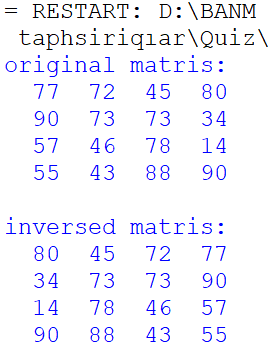 = RESTART: D:\BANM
taphsiriqıar\Quiz\
original matris:
77 72 45 80
90 73 73 34
57 46 78 14
55 43 88 90
inversed matris:
80 45 72 77
34 73 73 90
14 78 46 57
90 88 43 55